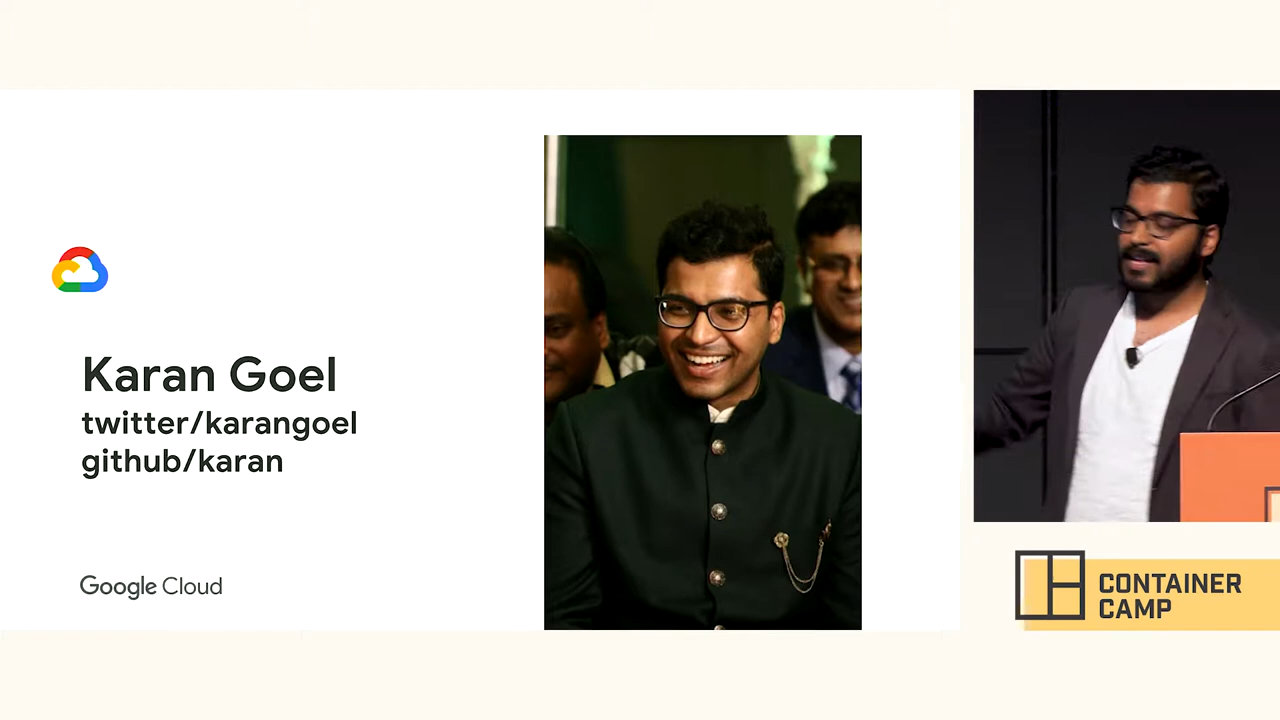 Karan Goel
twitter/karangoel
github/karan
Google Cloud
CONTAINER
CAMP